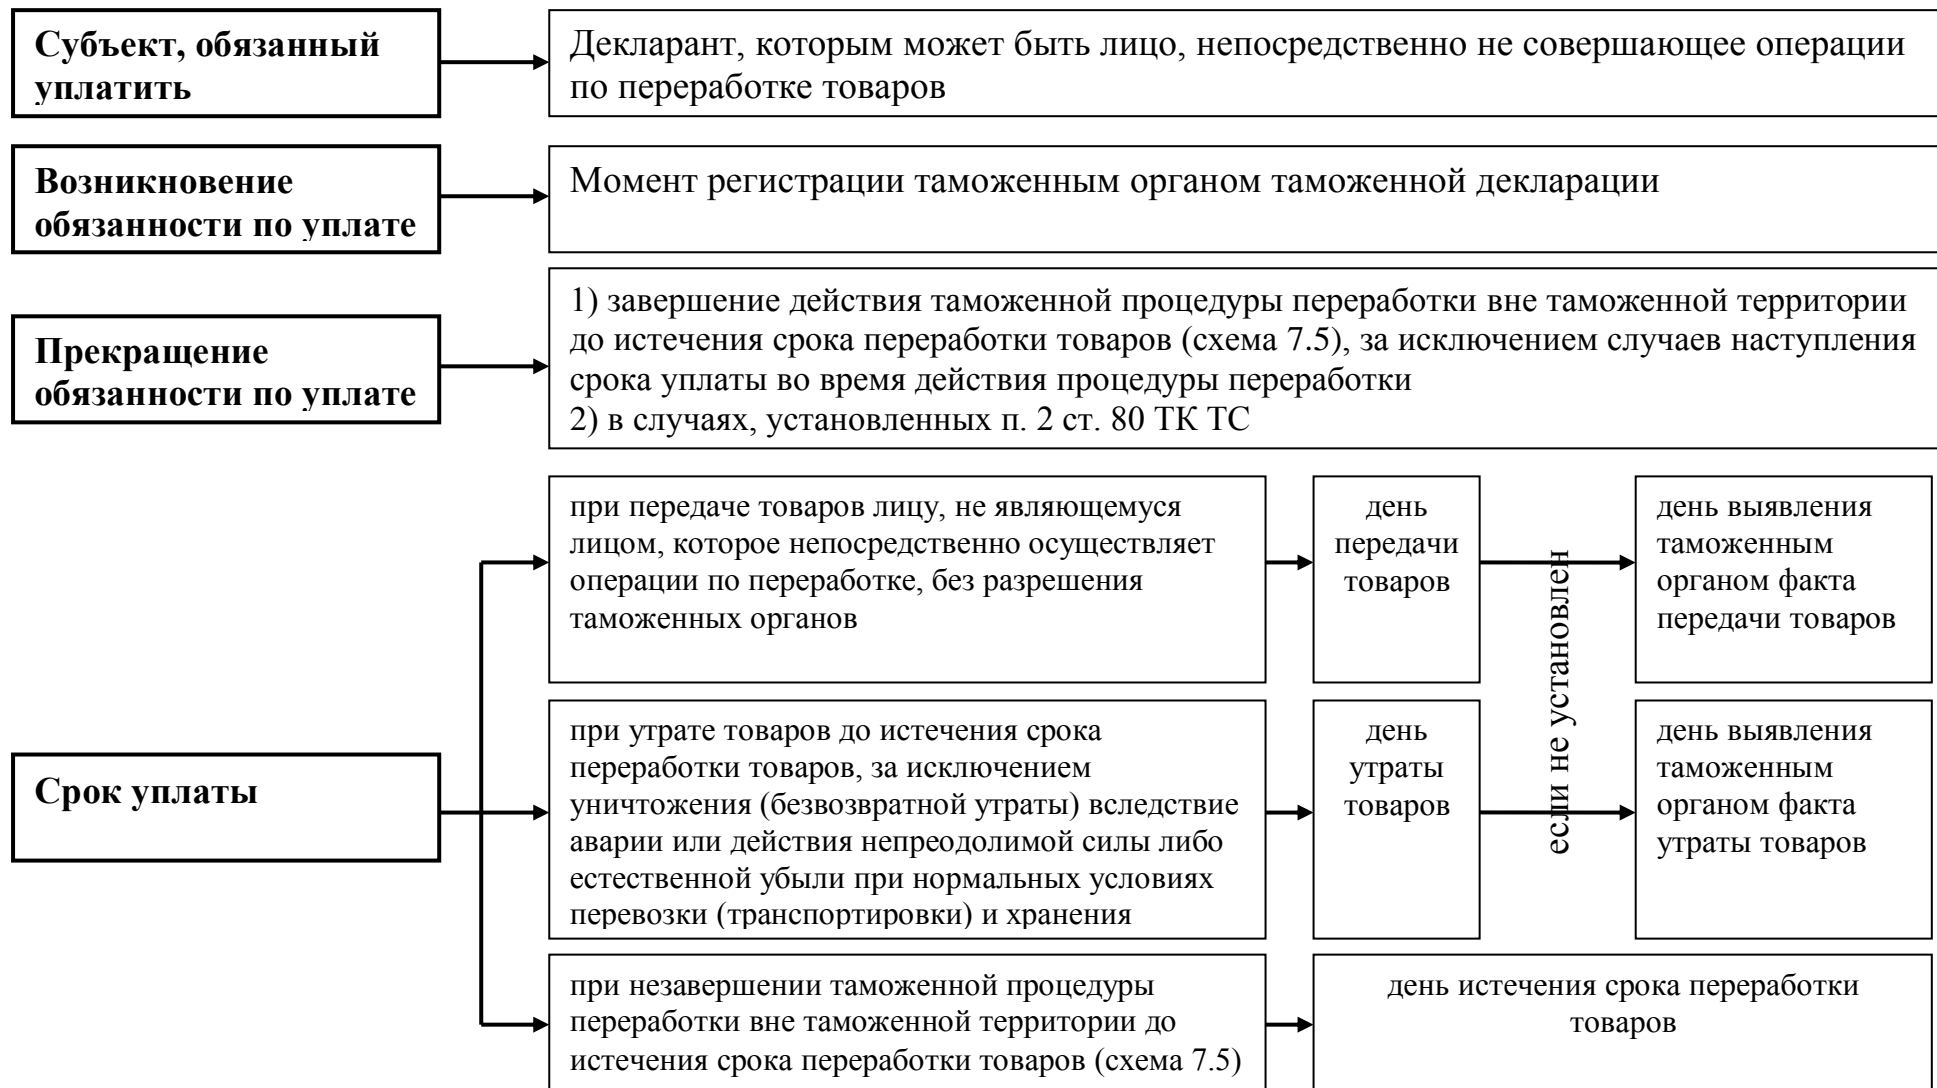 Субъект, обязанный
уплатить
Декларант, которым может быть лицо, непосредственно не совершающее операции
по переработке товаров
Возникновение
обязанности по уплате
Момент регистрации таможенным органом таможенной декларации
Прекращение
обязанности по уплате
1) завершение действия таможенной процедуры переработки вне таможенной территории
до истечения срока переработки товаров (схема 7.5), за исключением случаев наступления
срока уплаты во время действия процедуры переработки
2) в случаях, установленных п. 2 ст. 80 ТК ТС
Срок уплаты
при передаче товаров лицу, не являющемуся
лицом, которое непосредственно осуществляет
операции по переработке, без разрешения
таможенных органов
день
передачи
товаров
если не установлен
день выявления
таможенным
органом факта
передачи товаров
при утрате товаров до истечения срока
переработки товаров, за исключением
уничтожения (безвозвратной утраты) вследствие
аварии или действия непреодолимой силы либо
естественной убыли при нормальных условиях
перевозки (транспортировки) и хранения
день
утраты
товаров
день выявления
таможенным
органом факта
утраты товаров
при незавершении таможенной процедуры
переработки вне таможенной территории до
истечения срока переработки товаров (схема 7.5)
день истечения срока переработки
товаров